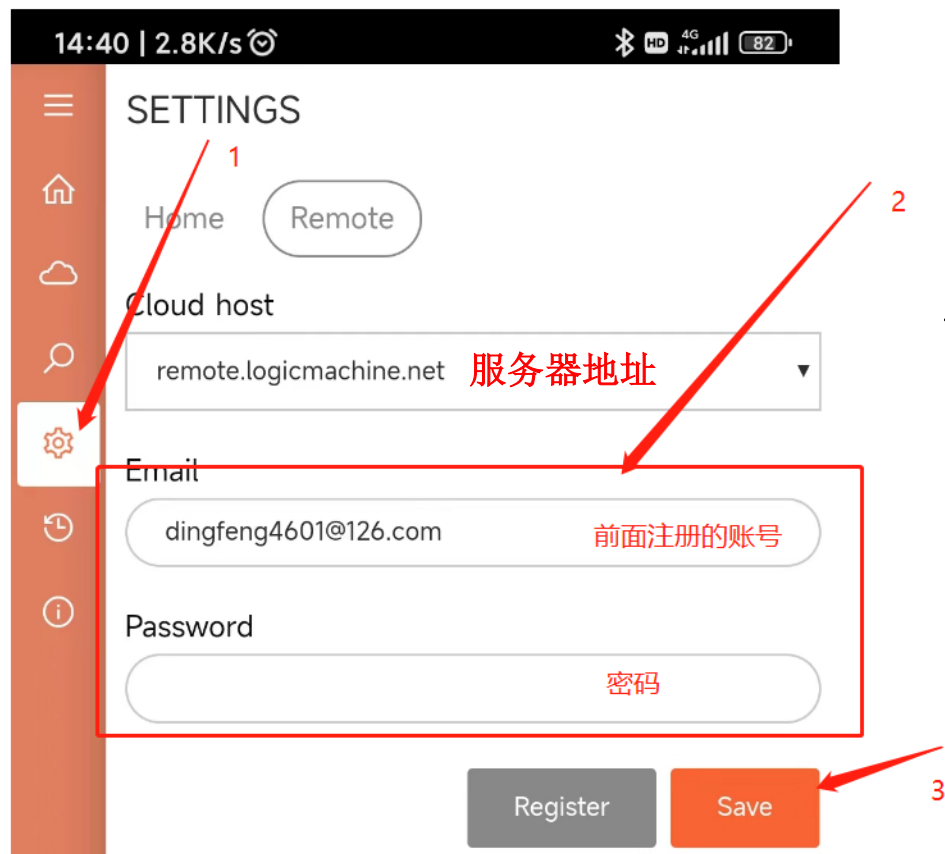 14:40 | 2.8K/s
HD 4G 82
SETTINGS
1
2
Home Remote
Cloud host
remote.logicmachine.net 服务器地址
Email
dingfeng4601@126.com 前面注册的账号
Password
密码
Register Save
3